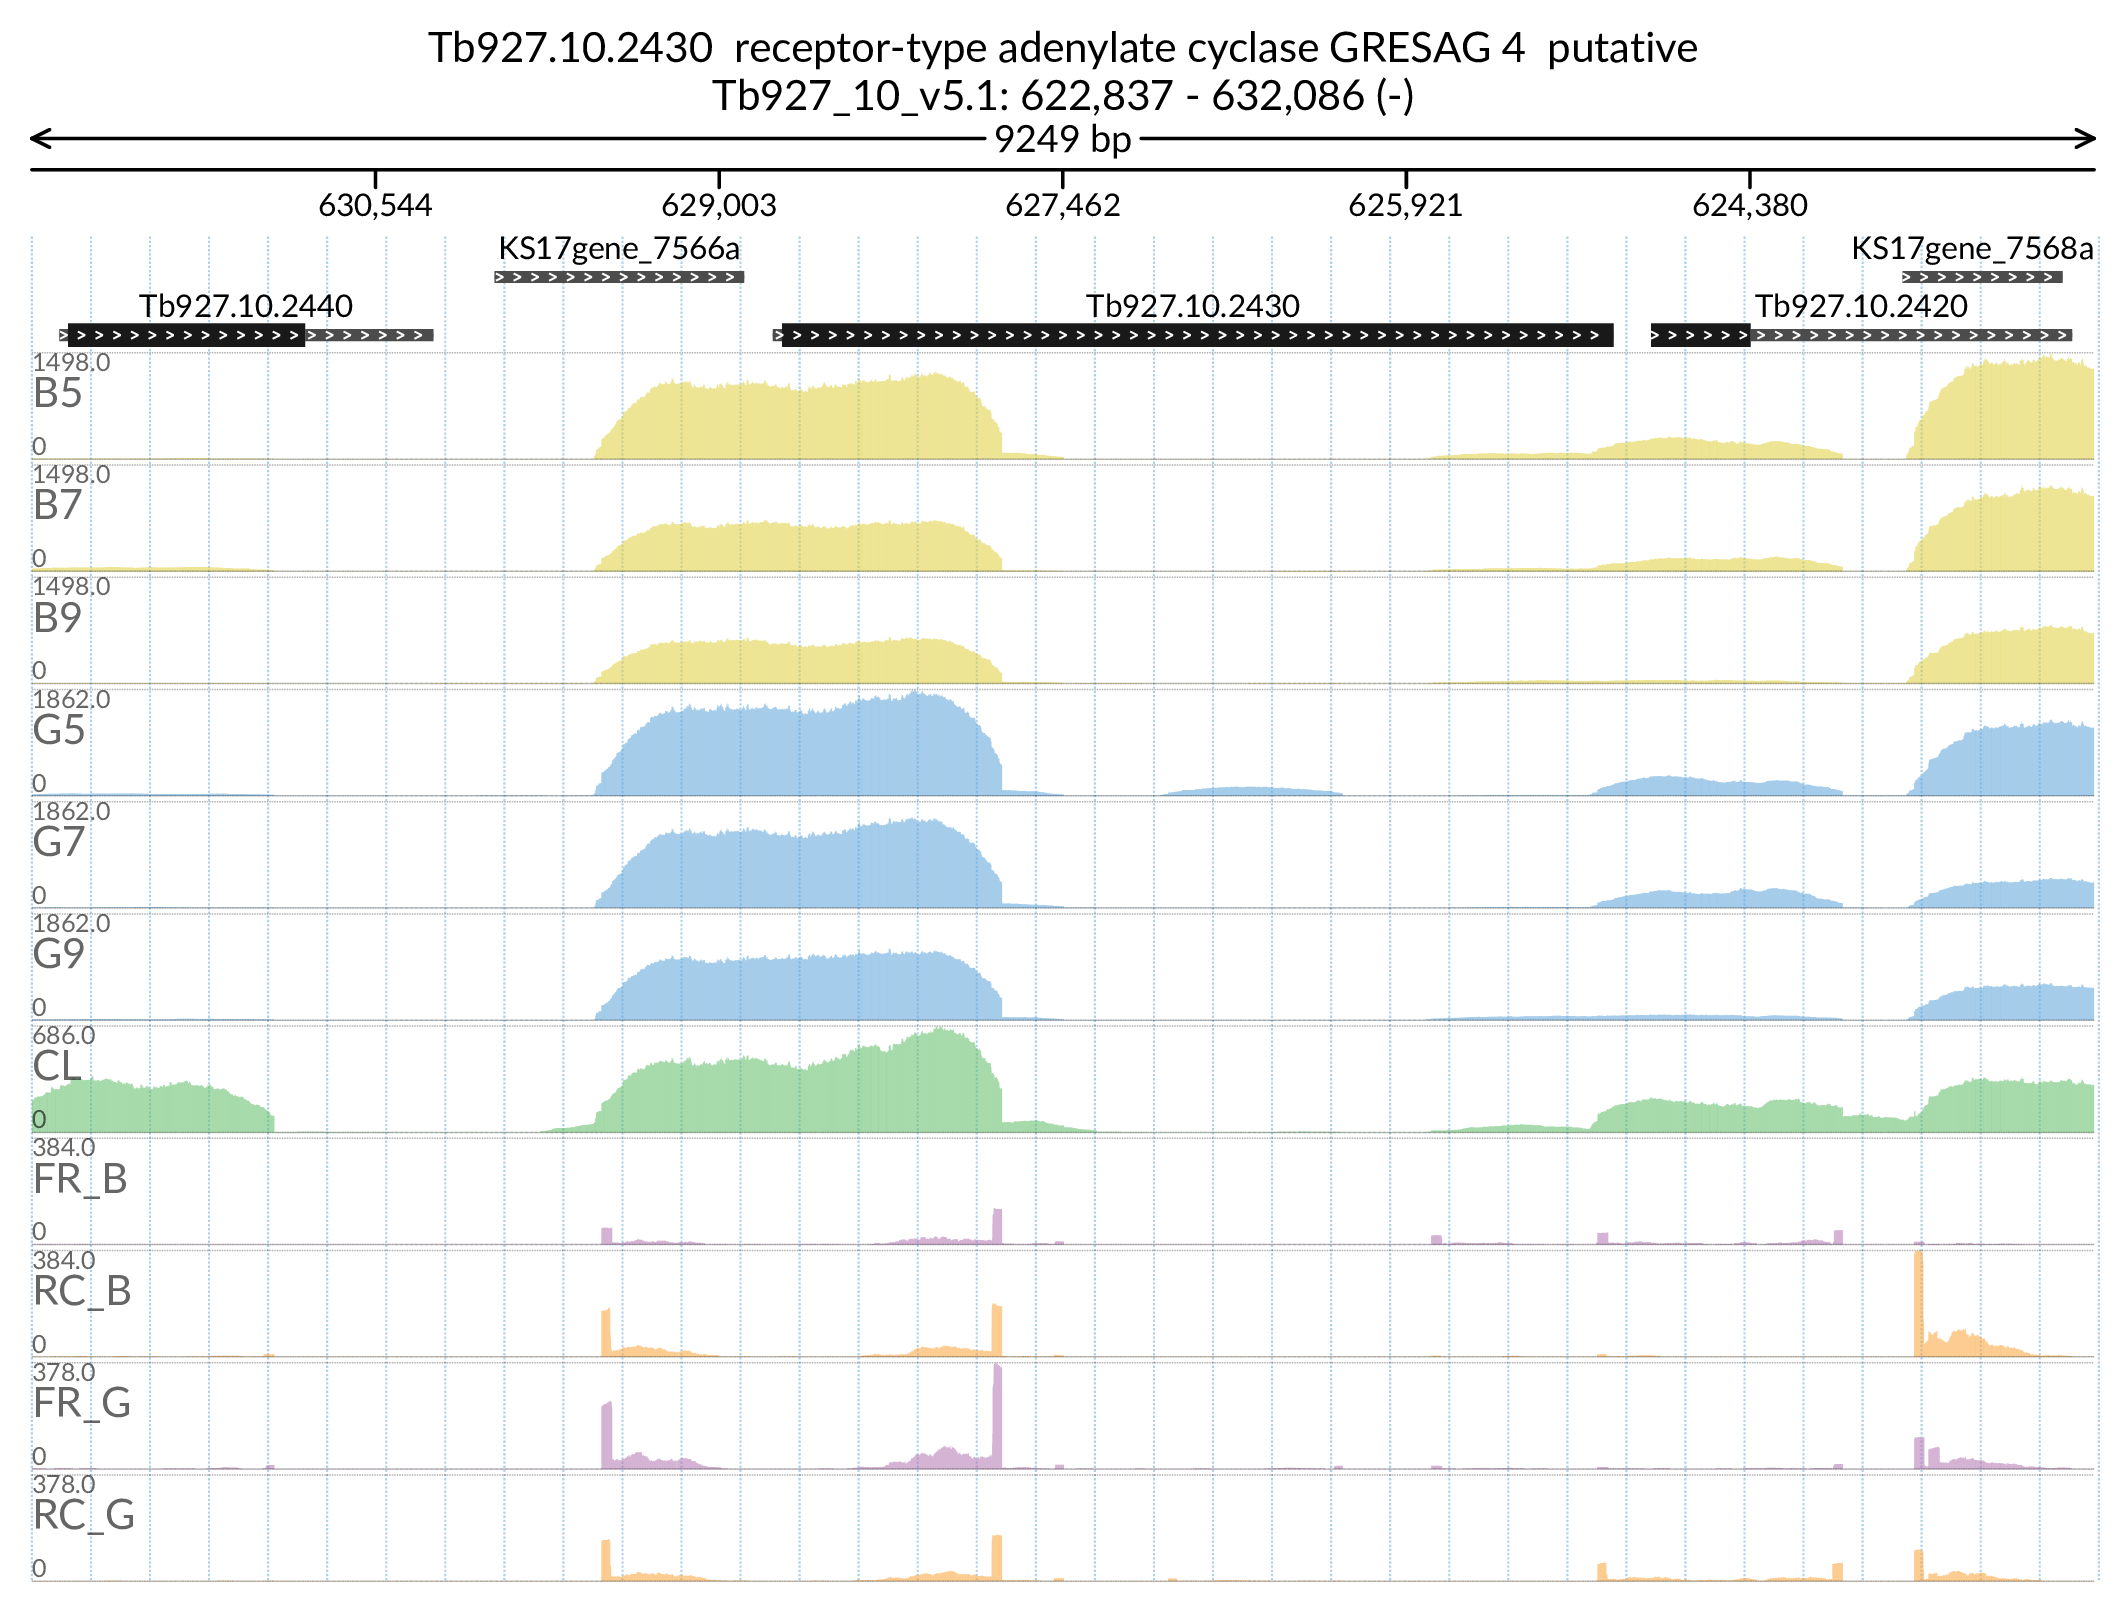 Tb927.10.2430  receptor-type adenylate cyclase GRESAG 4  putative
Tb927_10_v5.1: 622,837 - 632,086 (-)
9249 bp
630,544 629,003 627,462 625,921 624,380
KS17gene_7566a KS17gene_7568a
Tb927.10.2440 Tb927.10.2430 Tb927.10.2420
1498.0
B5
0
1498.0
B7
0
1498.0
B9
0
1862.0
G5
0
1862.0
G7
0
1862.0
G9
0
686.0
CL
0
384.0
FR_B
0
384.0
RC_B
0
378.0
FR_G
0
378.0
RC_G
0